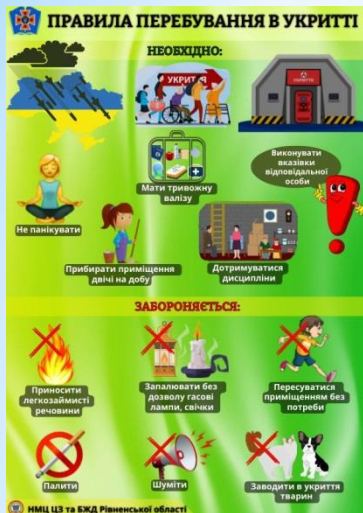 ПРАВИЛА ПЕРЕБУВАННЯ В УКРИТТІ
НЕОБХІДНО:
УКРИТТЯ
УКРИТТЯ
Не панікувати
Мати тривожну
валізу
Виконувати
вказівки
відповідальної
особи
Прибирати приміщення
двічі на добу
Дотримуватися
дисципліни
ЗАБОРОНЯЄТЬСЯ:
Приносити
легкозаймисті
речовини
Запалювати без
дозволу гасові
лампи, свічки
Пересуватися
приміщенням без
потреби
Палити
Шуміти
Заводити в укриття
тварин
НМЦ ЦЗ та БЖД Рівненської області